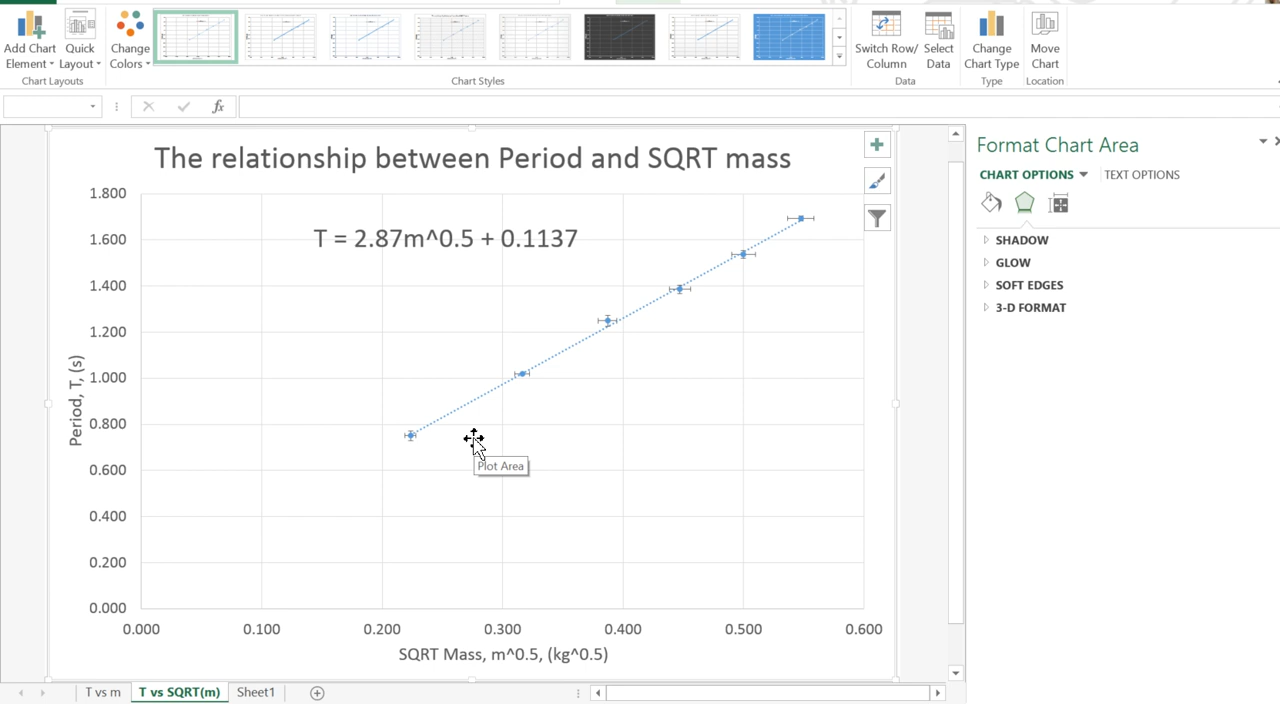 Add Chart Element
Quick Layout
Change Colors
Switch Row/ Column
Select Data
Change Chart Type
Move Chart
Chart Layouts
Chart Styles
Data
Type
Location
fx
The relationship between Period and SQRT mass
T = 2.87m^0.5 + 0.1137
1.800
1.600
1.400
1.200
1.000
0.800
0.600
0.400
0.200
0.000
Period, T, (s)
Plot Area
0.000 0.100 0.200 0.300 0.400 0.500 0.600
SQRT Mass, m^0.5, (kg^0.5)
Format Chart Area
CHART OPTIONS TEXT OPTIONS
SHADOW
GLOW
SOFT EDGES
3-D FORMAT
T vs m T vs SQRT(m) Sheet1